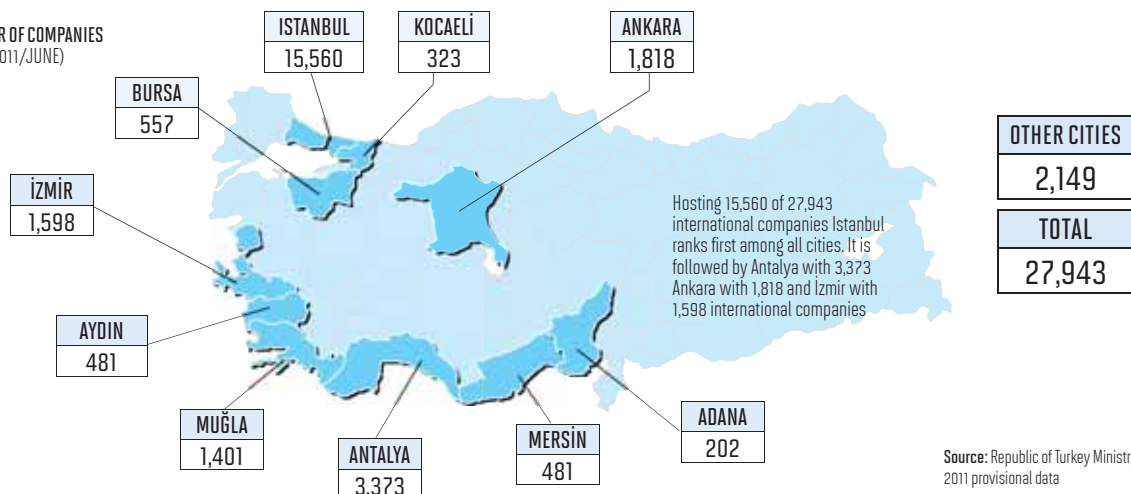 R OF COMPANIES
011/JUNE)
ISTANBUL
15,560
KOCAELİ
323
ANKARA
1,818
BURSA
557
İZMİR
1,598
AYDIN
481
MUĞLA
1,401
ANTALYA
3,373
MERSİN
481
ADANA
202
Hosting 15,560 of 27,943
international companies Istanbul
ranks first among all cities. It is
followed by Antalya with 3,373
Ankara with 1,818 and İzmir with
1,598 international companies
OTHER CITIES
2,149
TOTAL
27,943
Source: Republic of Turkey Ministr
2011 provisional data